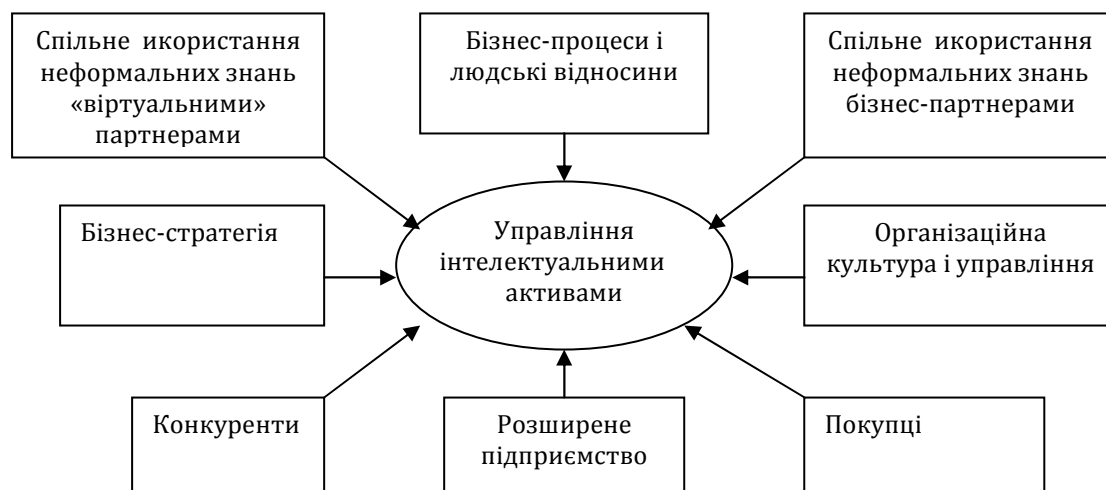 Спільне икористання
неформальних знань
«віртуальними»
партнерами
Бізнес-процеси і
людські відносини
Спільне икористання
неформальних знань
бізнес-партнерами
Бізнес-стратегія
Управління
інтелектуальними
активами
Організаційна
культура і управління
Конкуренти
Розширене
підприємство
Покупці